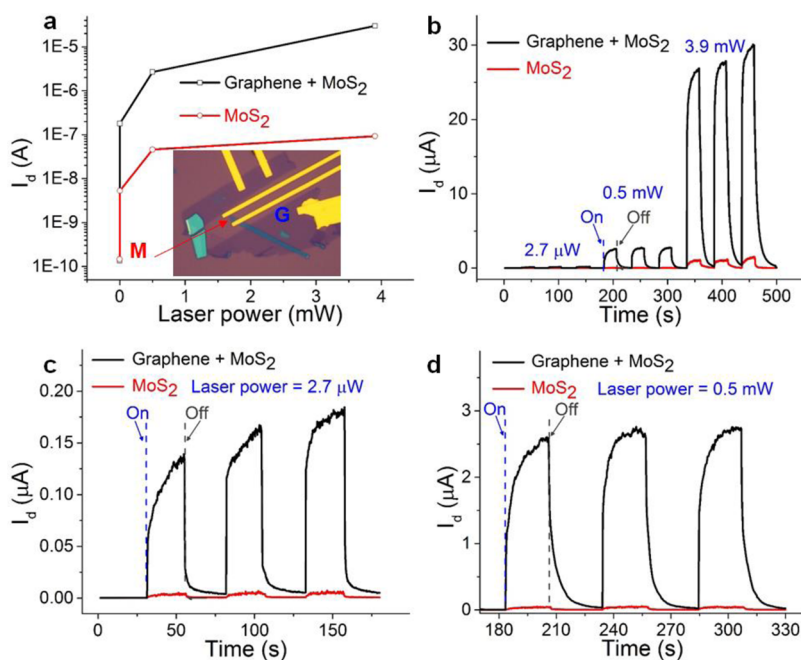 a
1E-5
1E-6
1E-7
1E-8
1E-9
1E-10
I_d (A)
Graphene + MoS₂
MoS₂
M
G
0 1 2 3 4
Laser power (mW)
b
30
20
10
0
I_d (μA)
Graphene + MoS₂
MoS₂
3.9 mW
0.5 mW
On
Off
2.7 μW
0 100 200 300 400 500
Time (s)
c
0.20
0.15
0.10
0.05
0.00
I_d (μA)
Graphene + MoS₂
MoS₂ Laser power = 2.7 μW
On
Off
0 50 100 150
Time (s)
d
4
3
2
1
0
I_d (μA)
Graphene + MoS₂
MoS₂ Laser power = 0.5 mW
On
Off
180 210 240 270 300 330
Time (s)